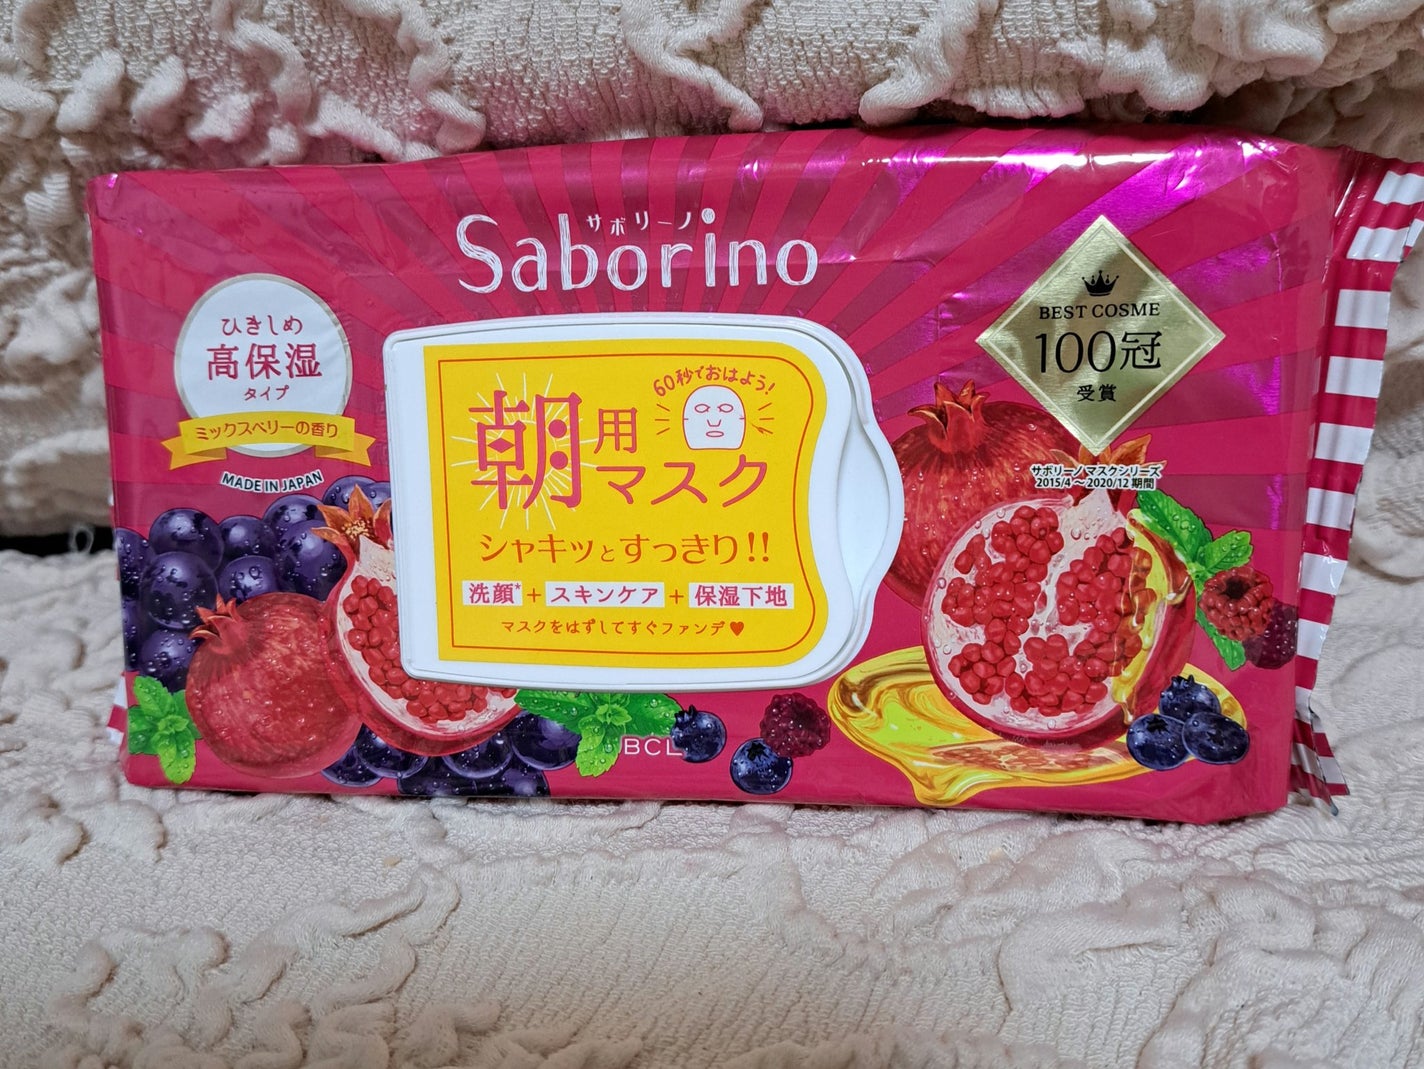 サボリーノ
Saborino
ひきしめ
高保湿
タイプ
ミックスベリーの香り
MADE IN JAPAN
60秒でおはよう!
朝用マスク
シャキッとすっきり!!
洗顔*+スキンケア+保湿下地
マスクをはずしてすぐファンデ♥
BEST COSME
100冠
受賞
サボリーノ マスクシリーズ
2015/4 ~ 2020/12 期間
BCL